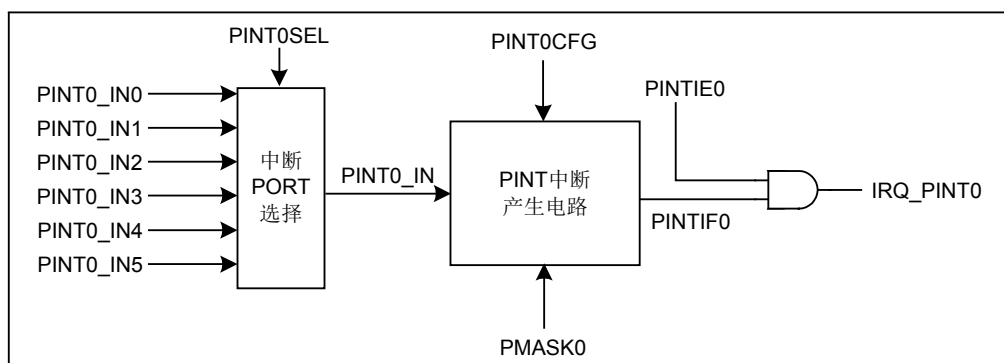 PINT0SEL
PINT0CFG
PINT0_IN0
PINT0_IN1
PINT0_IN2
PINT0_IN3
PINT0_IN4
PINT0_IN5
中断
PORT
选择
PINT0_IN
PINT中断
产生电路
PINTIE0
PINTIF0
IRQ_PINT0
PMASK0